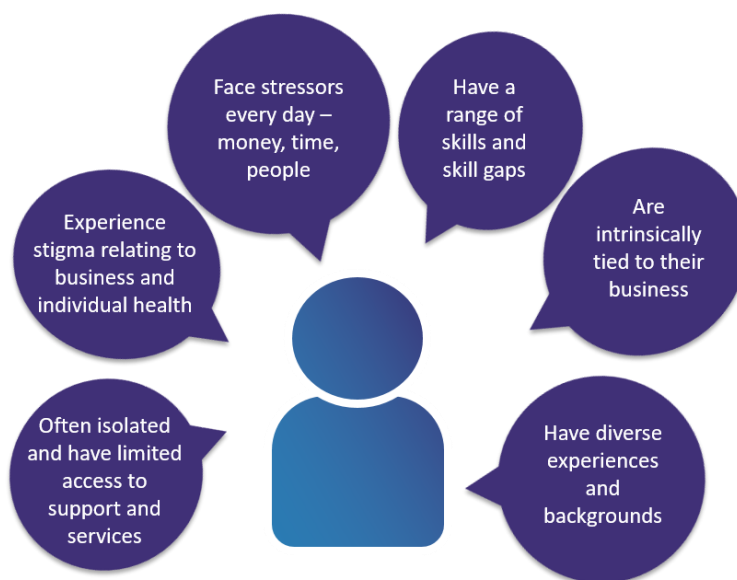 Face stressors
every day –
money, time,
people
Have a
range of
skills and
skill gaps
Experience
stigma relating to
business and
individual health
Are
intrinsically
tied to their
business
Often isolated
and have limited
access to
support and
services
Have diverse
experiences
and
backgrounds